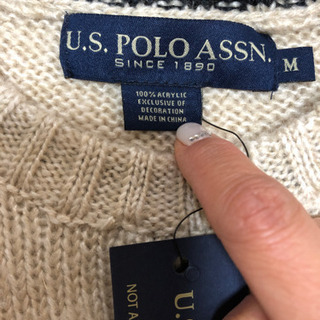 U.S. POLO ASSN.
SINCE 1890
M
100% ACRYLIC
EXCLUSIVE OF
DECORATION
MADE IN CHINA
U.S.
NOT A